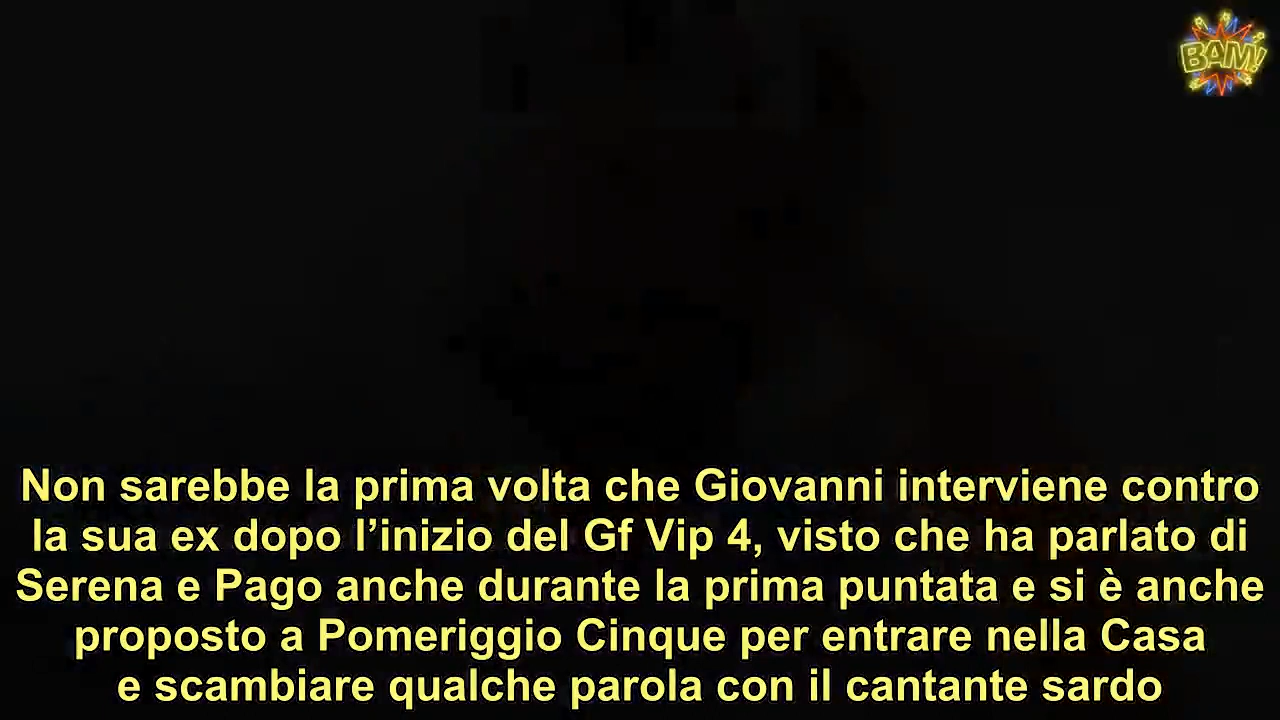 BAM!
Non sarebbe la prima volta che Giovanni interviene contro
la sua ex dopo l’inizio del Gf Vip 4, visto che ha parlato di
Serena e Pago anche durante la prima puntata e si è anche
proposto a Pomeriggio Cinque per entrare nella Casa
e scambiare qualche parola con il cantante sardo